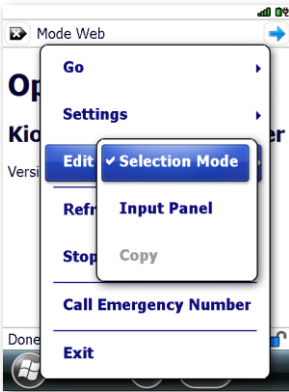 Mode Web
Op
Go
Settings
Kio
er
Edit
Selection Mode
Versi
Refr
Input Panel
Stop
Copy
Call Emergency Number
Done
Exit